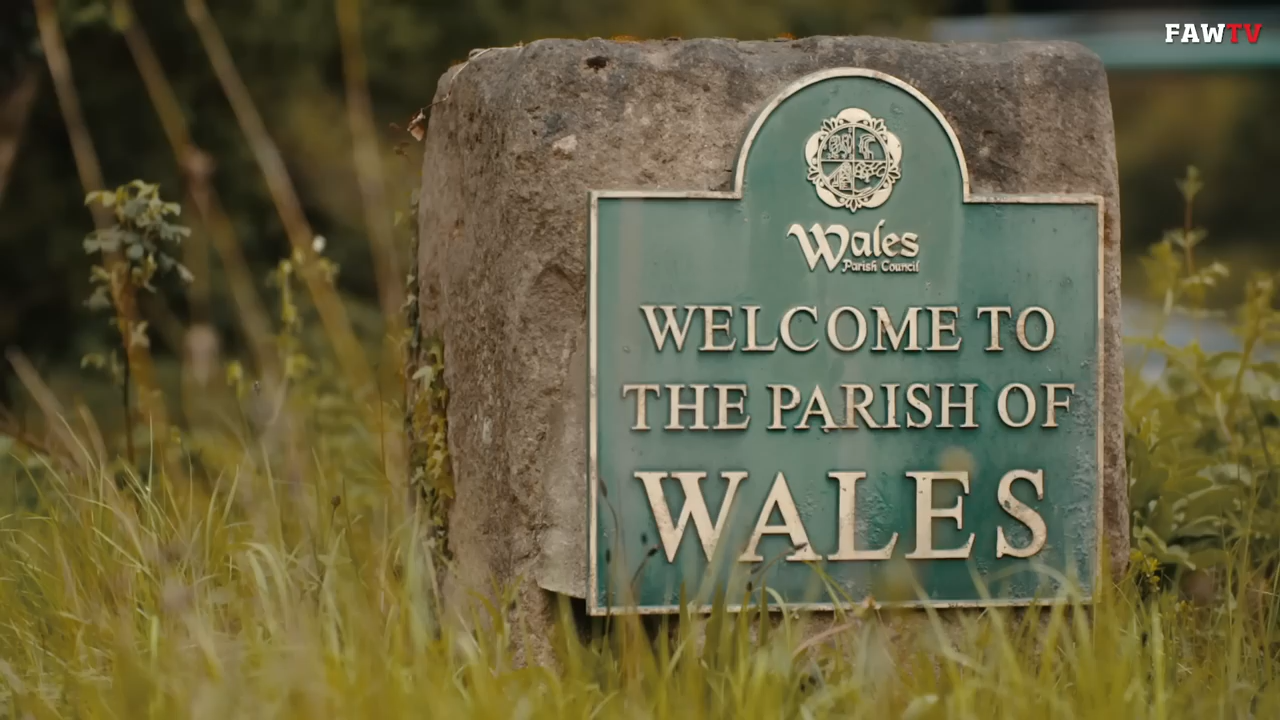 FAWTV
Wales
Parish Council
WELCOME TO
THE PARISH OF
WALES